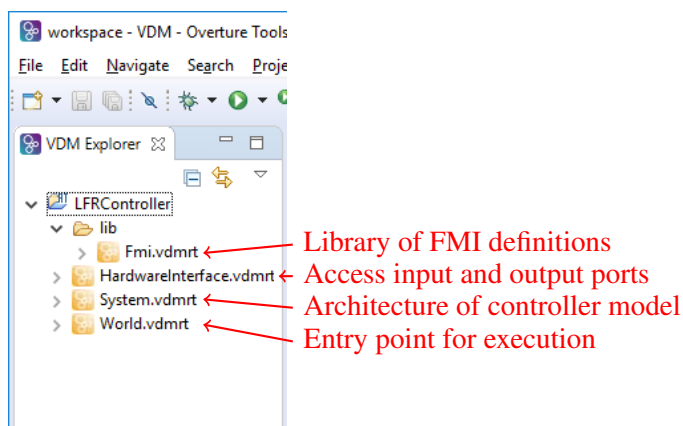 workspace - VDM - Overture Tools
File Edit Navigate Search Proje
VDM Explorer
LFRController
lib
Fmi.vdmrt
Library of FMI definitions
HardwareInterface.vdmrt
Access input and output ports
System.vdmrt
Architecture of controller model
World.vdmrt
Entry point for execution